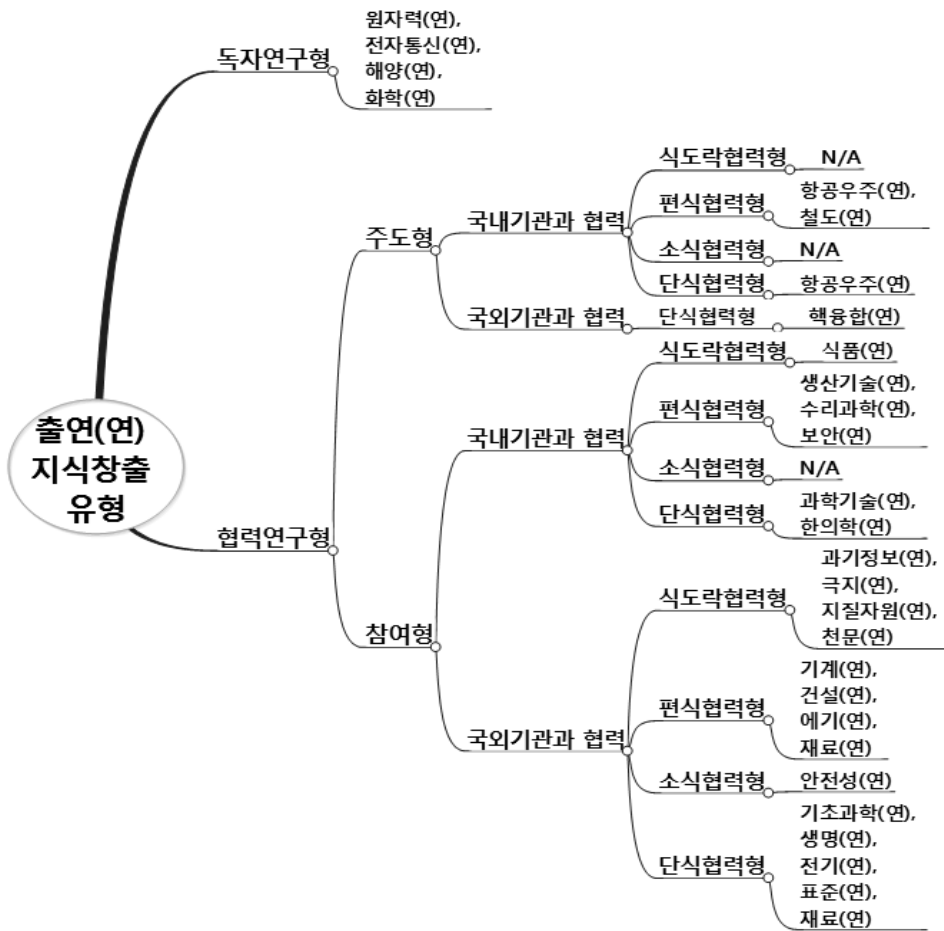 출연(연)
지식창출
유형
독자연구형
원자력(연),
전자통신(연),
해양(연),
화학(연)
협력연구형
주도형
국내기관과 협력
식도락협력형
N/A
편식협력형
항공우주(연),
철도(연)
소식협력형
N/A
단식협력형
항공우주(연)
국외기관과 협력
단식협력형
핵융합(연)
참여형
국내기관과 협력
식도락협력형
식품(연)
편식협력형
생산기술(연),
수리과학(연),
보안(연)
소식협력형
N/A
단식협력형
과학기술(연),
한의학(연)
국외기관과 협력
식도락협력형
과기정보(연),
극지(연),
지질자원(연),
천문(연)
편식협력형
기계(연),
건설(연),
에기(연),
재료(연)
소식협력형
안전성(연)
단식협력형
기초과학(연),
생명(연),
전기(연),
표준(연),
재료(연)